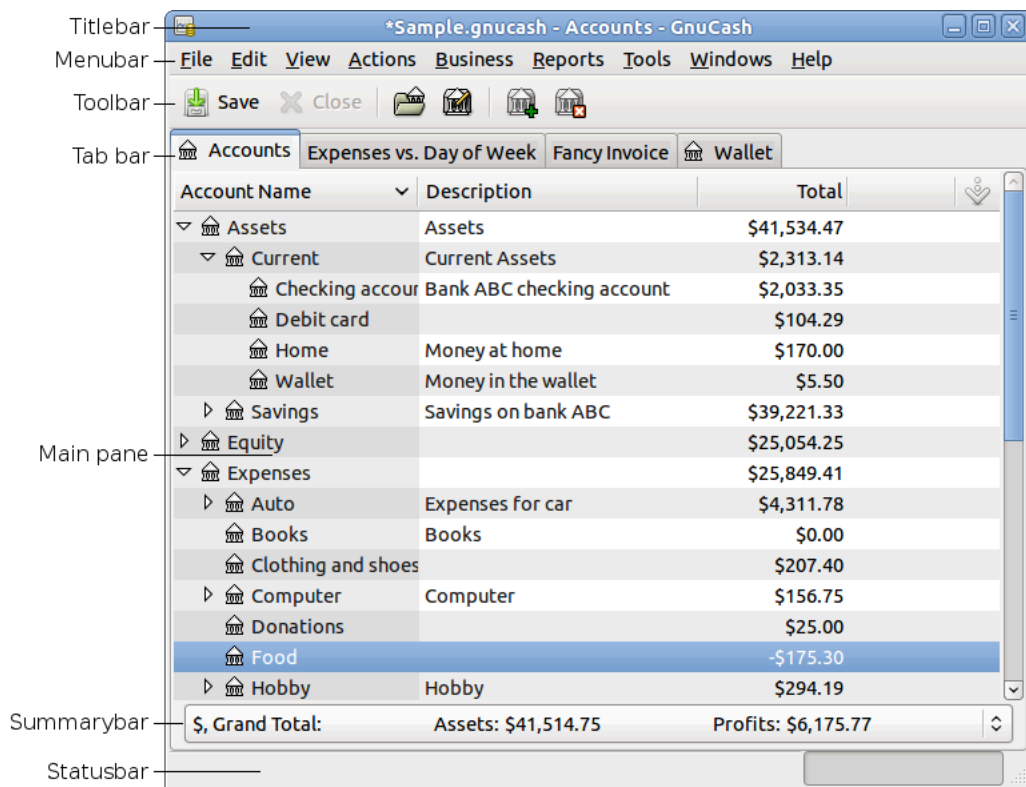 Titlebar *Sample.gnucash - Accounts - GnuCash
Menubar File Edit View Actions Business Reports Tools Windows Help
Toolbar Save Close
Tab bar Accounts Expenses vs. Day of Week Fancy Invoice Wallet
Account Name Description Total
Assets Assets $41,534.47
Current Current Assets $2,313.14
Checking accour Bank ABC checking account $2,033.35
Debit card $104.29
Home Money at home $170.00
Wallet Money in the wallet $5.50
Savings Savings on bank ABC $39,221.33
Equity $25,054.25
Main pane
Expenses $25,849.41
Auto Expenses for car $4,311.78
Books Books $0.00
Clothing and shoes $207.40
Computer Computer $156.75
Donations $25.00
Food -$175.30
Hobby Hobby $294.19
Summarybar $, Grand Total: Assets: $41,514.75 Profits: $6,175.77
Statusbar